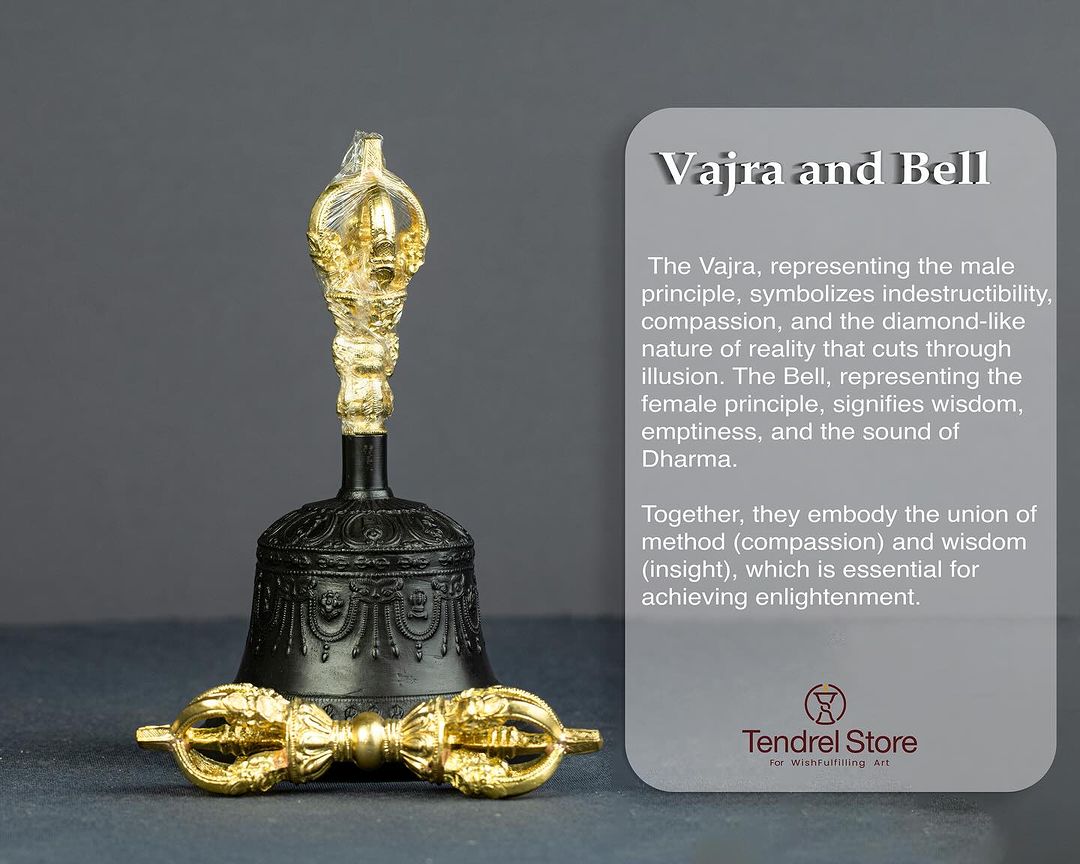 Vajra and Bell
The Vajra, representing the male
principle, symbolizes indestructibility,
compassion, and the diamond-like
nature of reality that cuts through
illusion. The Bell, representing the
female principle, signifies wisdom,
emptiness, and the sound of
Dharma.
Together, they embody the union of
method (compassion) and wisdom
(insight), which is essential for
achieving enlightenment.
Tendrel Store
For WishFulfilling Art